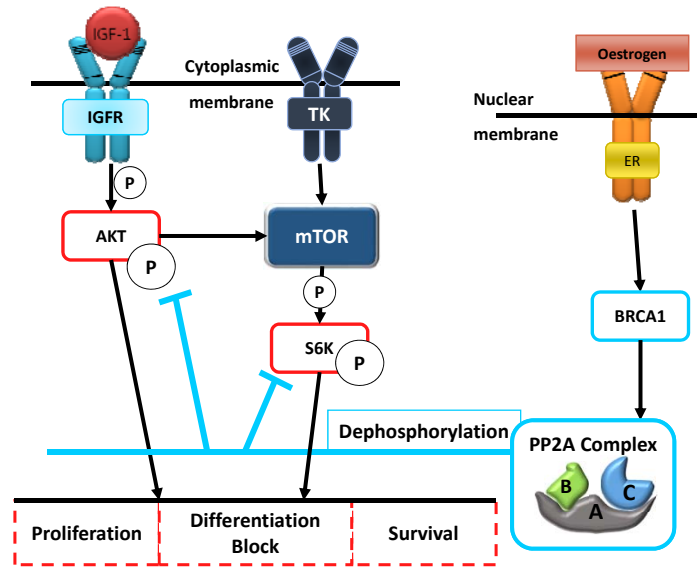 IGF-1
Cytoplasmic
membrane
IGFR
TK
Oestrogen
Nuclear
membrane
ER
P
AKT
P
mTOR
P
S6K
P
BRCA1
Dephosphorylation
PP2A Complex
B
C
A
Proliferation
Differentiation
Block
Survival